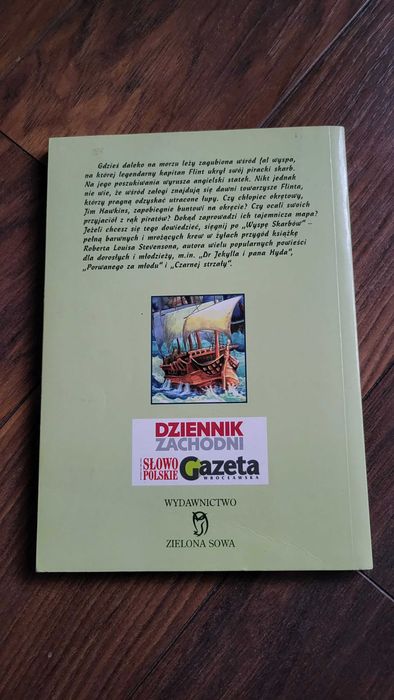 Gdzieś daleko na morzu leży zagubiona wśród fal wyspa,
na której legendarny kapitan Flint ukrył swój piracki skarb.
Na jego poszukiwania wyrusza angielski statek. Nikt jednak
nie wie, że wśród załogi znajdują się dawni towarzysze Flinta,
którzy pragną odzyskać utracone łupy. Czy chłopiec okrętowy,
Jim Hawkins, zapobiegnie buntowi na okręcie? Czy ocali swoich
przyjaciół z rąk piratów? Dokąd zaprowadzi ich tajemnicza mapa?
Jeżeli chcesz się tego dowiedzieć, sięgnij po „Wyspę Skarbów” –
pełną barwnych i mrożących krew w żyłach przygód książkę
Roberta Louisa Stevensona, autora wielu popularnych powieści
dla dorosłych i młodzieży, m.in. „Dr Jekylla i pana Hyda”,
„Porwanego za młodu” i „Czarnej strzały”.
DZIENNIK
ZACHODNI
SŁOWO
POLSKIE
Gazeta
WROCŁAWSKA
WYDAWNICTWO
ZIELONA SOWA